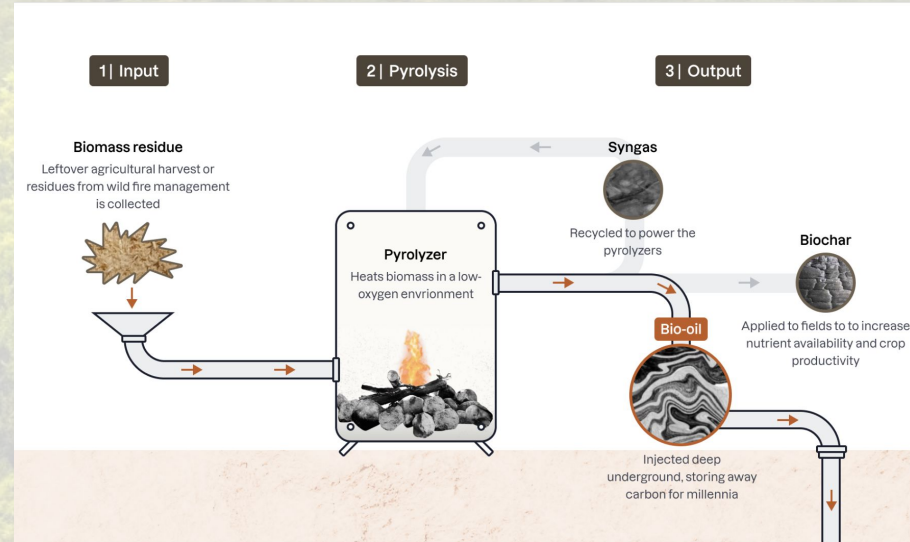 1| Input
2| Pyrolysis
3| Output
Biomass residue
Leftover agricultural harvest or
residues from wild fire management
is collected
Pyrolyzer
Heats biomass in a low-
oxygen envrionment
Syngas
Recycled to power the
pyrolyzers
Biochar
Applied to fields to to increase
nutrient availability and crop
productivity
Bio-oil
Injected deep
underground, storing away
carbon for millennia